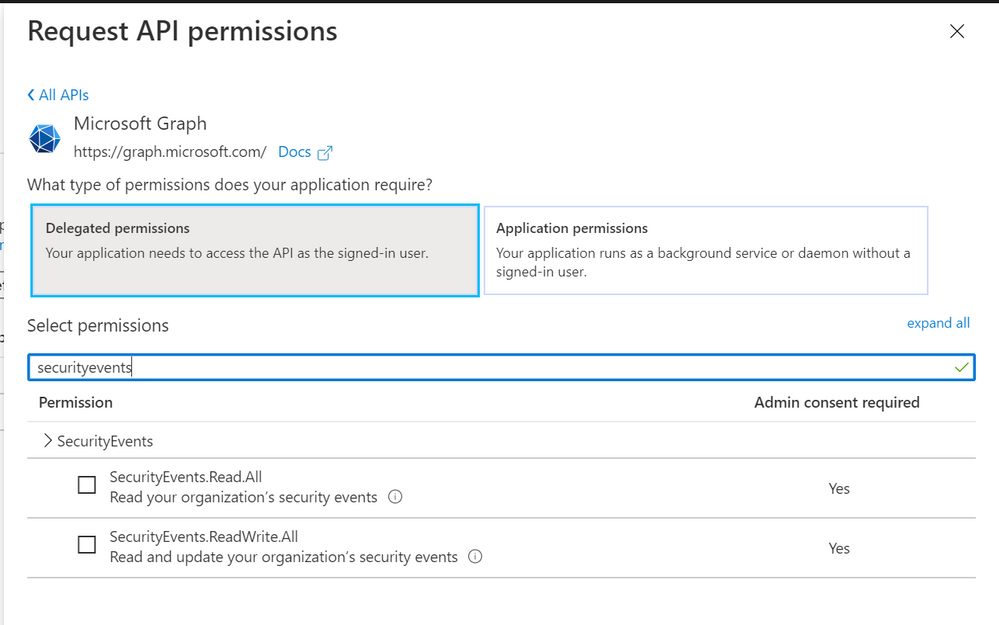 Request API permissions
All APIs
Microsoft Graph
https://graph.microsoft.com/ Docs
What type of permissions does your application require?
Delegated permissions
Your application needs to access the API as the signed-in user.
Application permissions
Your application runs as a background service or daemon without a
signed-in user.
Select permissions
expand all
securityevents
Permission Admin consent required
SecurityEvents
SecurityEvents.Read.All
Read your organization's security events
Yes
SecurityEvents.ReadWrite.All
Read and update your organization's security events
Yes